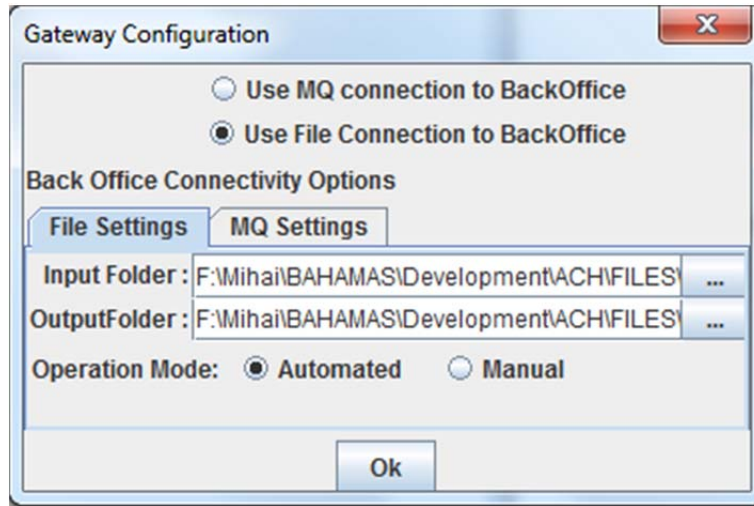 Gateway Configuration
Use MQ connection to BackOffice
Use File Connection to BackOffice
Back Office Connectivity Options
File Settings MQ Settings
Input Folder : F:\Mihai\BAHAMAS\Development\ACH\FILES\ ...
OutputFolder : F:\Mihai\BAHAMAS\Development\ACH\FILES\ ...
Operation Mode: Automated Manual
Ok